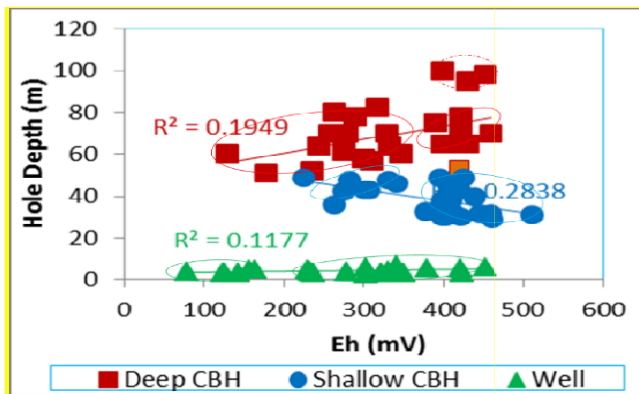 120
100
80
60
40
20
0
Hole Depth (m)
R² = 0.1949
0.2838
R² = 0.1177
0 100 200 300 400 500 600
Eh (mV)
Deep CBH Shallow CBH Well